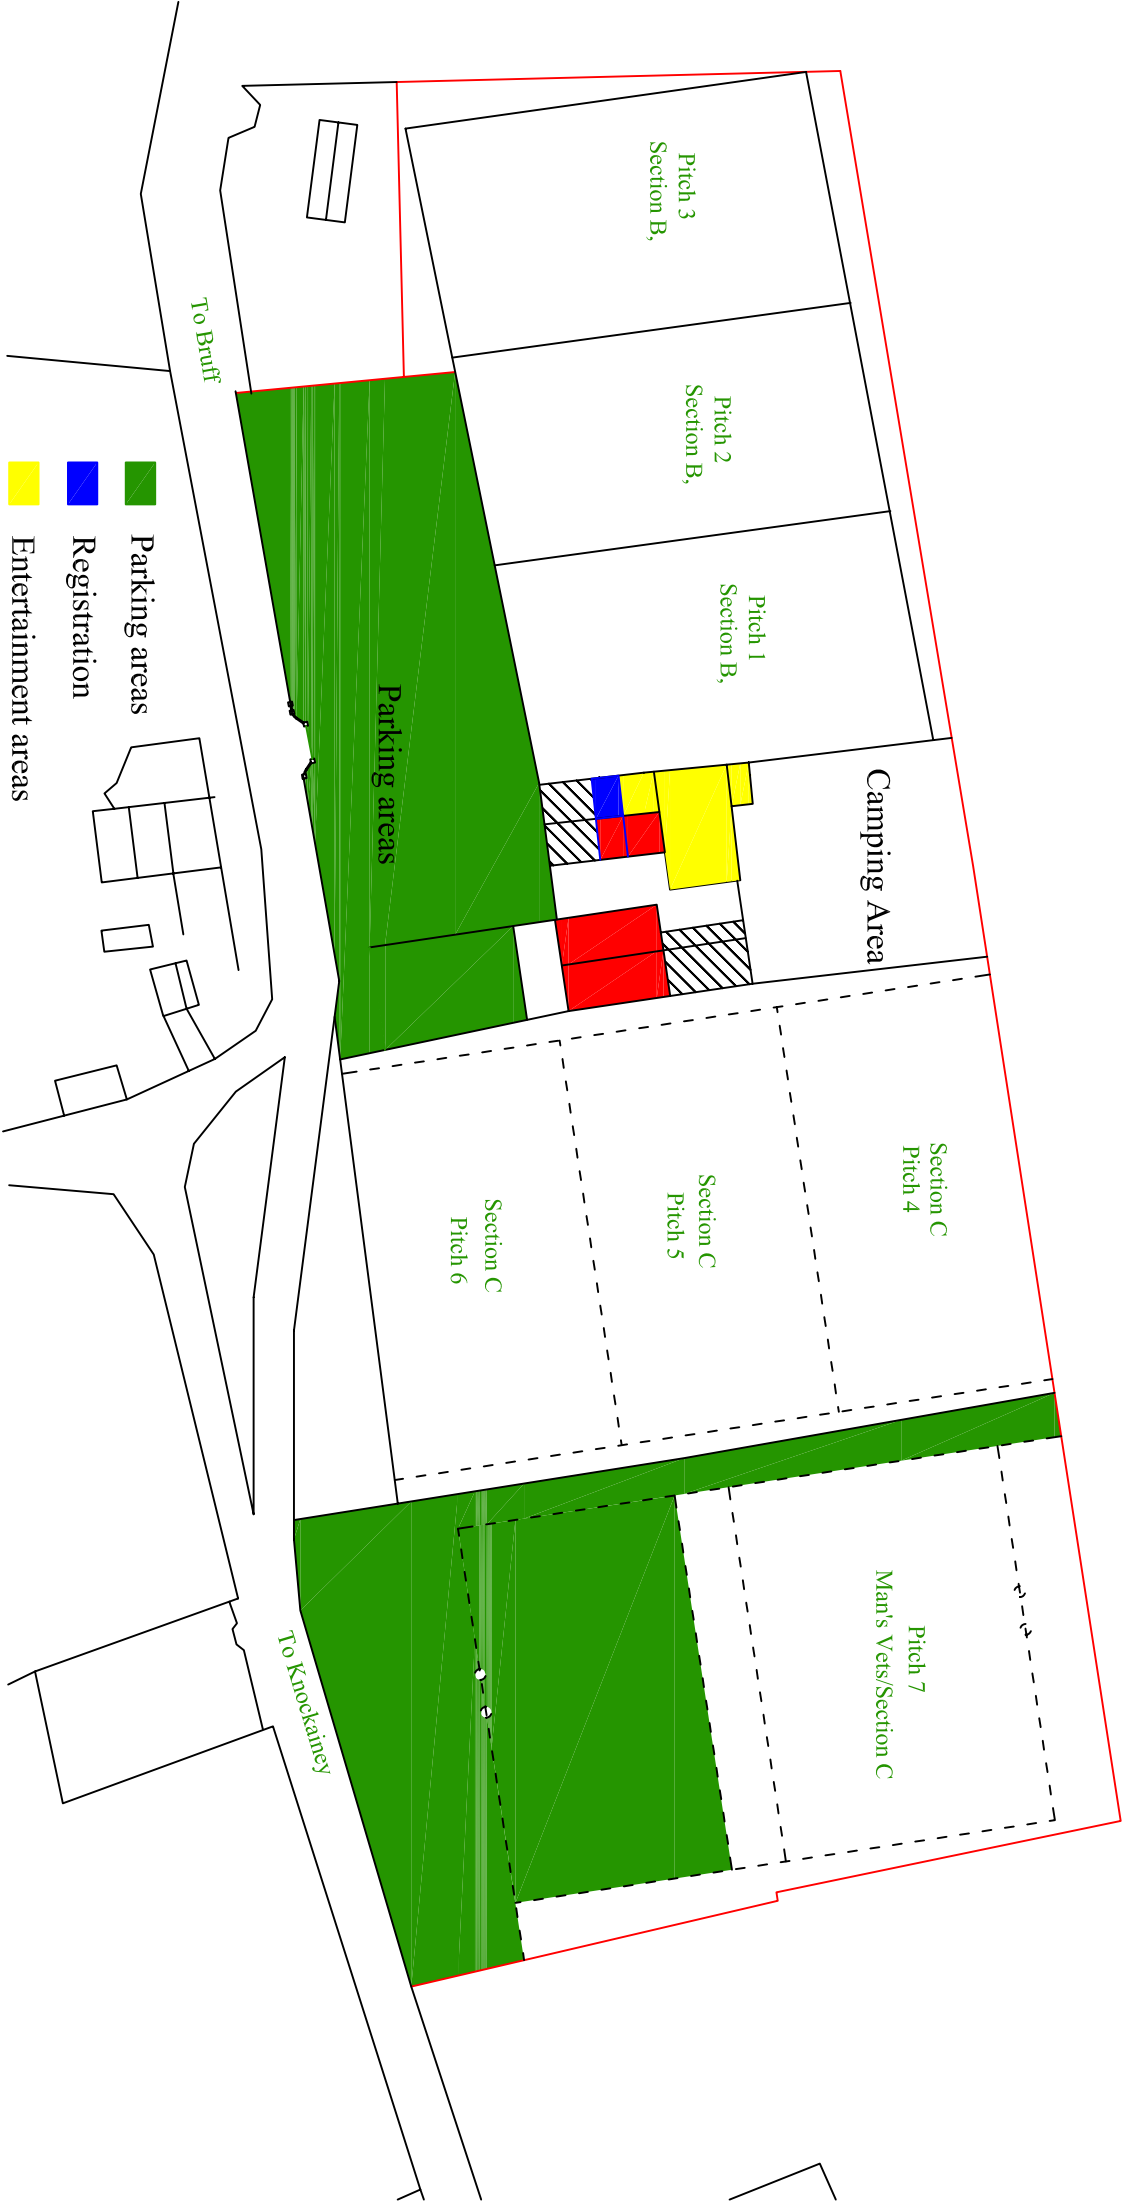 Pitch 3
Section B,
Pitch 2
Section B,
Pitch 1
Section B,
Camping Area
Section C
Pitch 4
Section C
Pitch 5
Section C
Pitch 6
Pitch 7
Man's Vets/Section C
Parking areas
To Bruff
To Knockainey
Parking areas
Registration
Entertainment areas